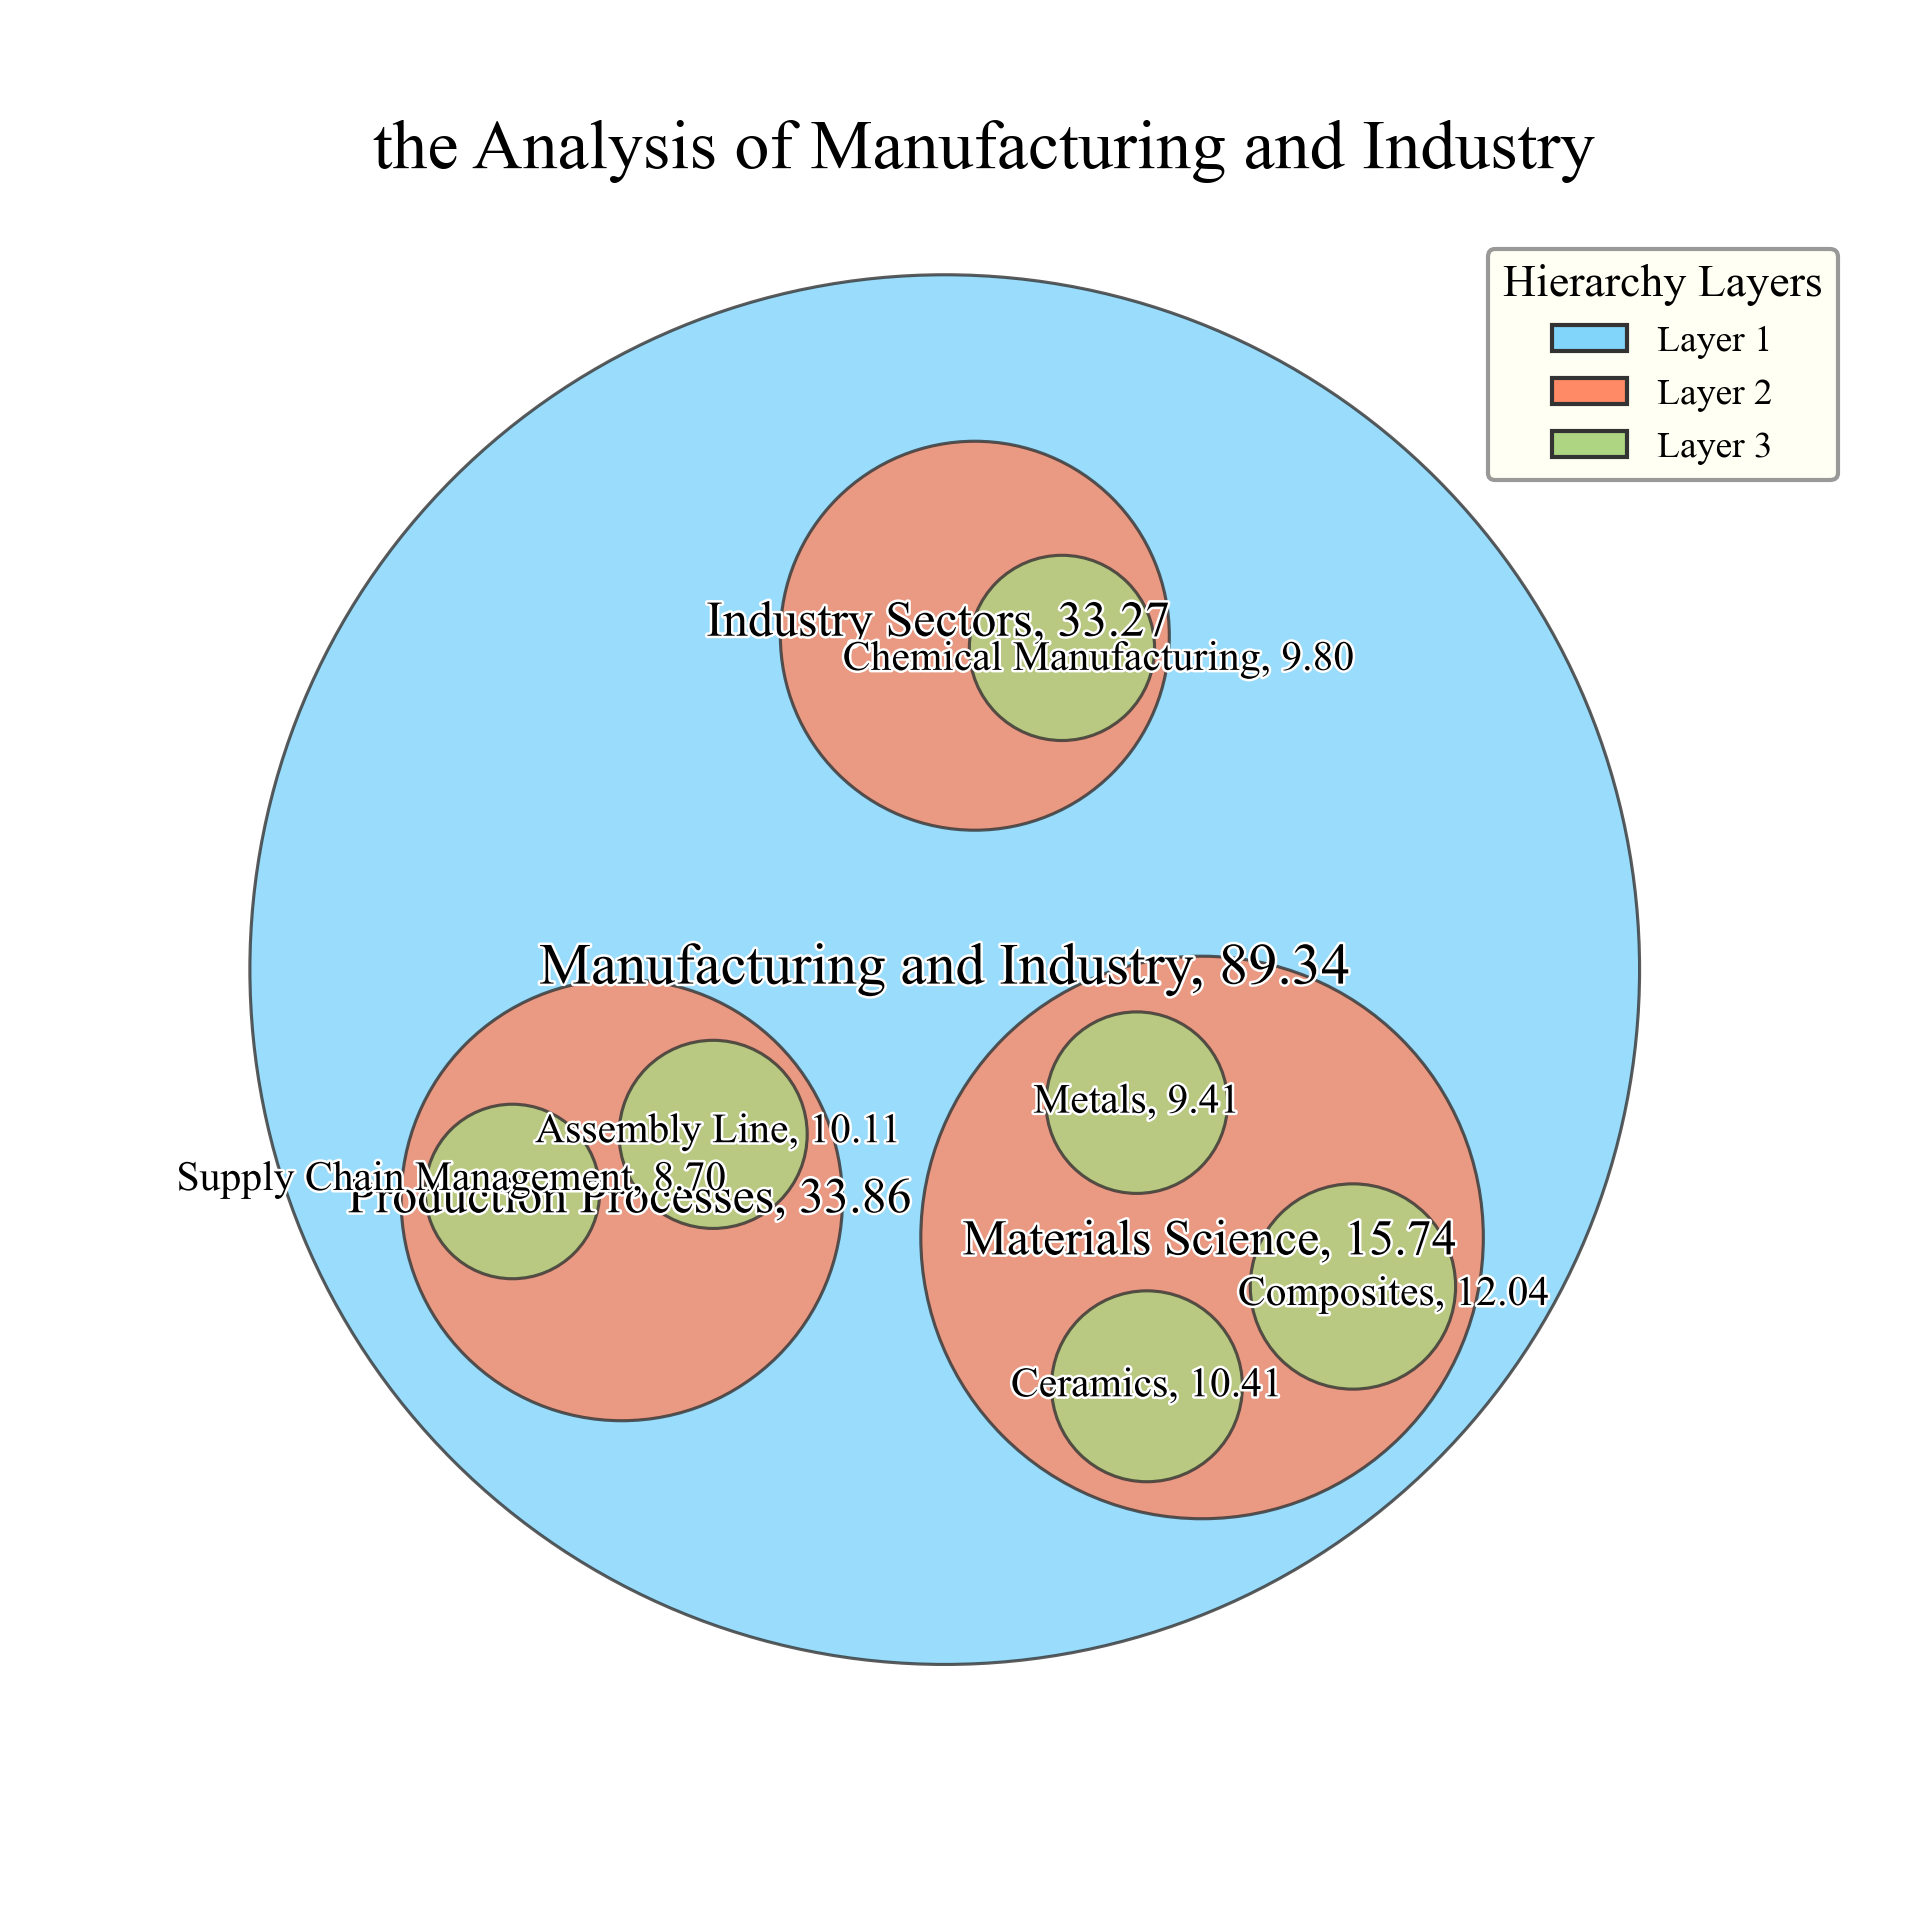 the Analysis of Manufacturing and Industry
Hierarchy Layers
Layer 1
Layer 2
Layer 3
Industry Sectors, 33.27
Chemical Manufacturing, 9.80
Manufacturing and Industry, 89.34
Metals, 9.41
Assembly Line, 10.11
Supply Chain Management, 8.70
Production Processes, 33.86
Materials Science, 15.74
Composites, 12.04
Ceramics, 10.41